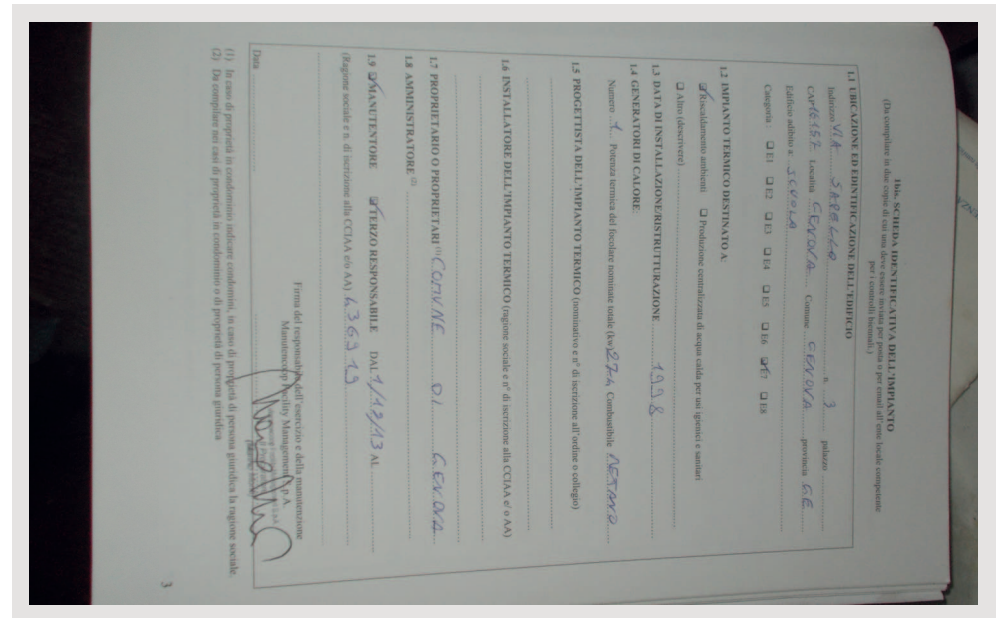 1bis. SCHEDA IDENTIFICATIVA DELL'IMPIANTO
(Da compilare in due copie di cui una deve essere inviata per posta o per email all'ente locale competente
per i controlli biennali.)
1.1 UBICAZIONE ED EDINTIFICAZIONE DELL'EDIFICIO
Indirizzo VIA SAPELLO n. 3 palazzo
CAP 16157 Località GENOVA Comune GENOVA provincia GE
Edificio adibito a: SCUOLA
Categoria: E1 E2 E3 E4 E5 E6 E7 E8
1.2 IMPIANTO TERMICO DESTINATO A:
Riscaldamento ambienti Produzione centralizzata di acqua calda per usi igienici e sanitari
Altro (descrivere)
1.3 DATA DI INSTALLAZIONE/RISTRUTTURAZIONE 1998
1.4 GENERATORI DI CALORE:
Numero 1 Potenza termica del focolare nominale totale (kw) Combustibile METANO
1.5 PROGETTISTA DELL'IMPIANTO TERMICO (nominativo e n° di iscrizione all'ordine o collegio)
1.6 INSTALLATORE DELL'IMPIANTO TERMICO (ragione sociale e n° di iscrizione alla CCIAA e/ o AA)
1.7 PROPRIETARIO O PROPRIETARI (1) COMUNE DI GENOVA
1.8 AMMINISTRATORE (2)
1.9 MANUTENTORE TERZO RESPONSABILE DAL 1/12/13 AL
(Ragione sociale e n. di iscrizione alla CCIAA e/o AA) 636913
Firma del responsabile dell'esercizio e della manutenzione
Manutencoop Facility Management S.p.A.
Data
(1) In caso di proprietà in condominio indicare condomini, in caso di proprietà di persona giuridica la ragione sociale.
(2) Da compilare nei casi di proprietà in condominio o di proprietà di persona giuridica
3